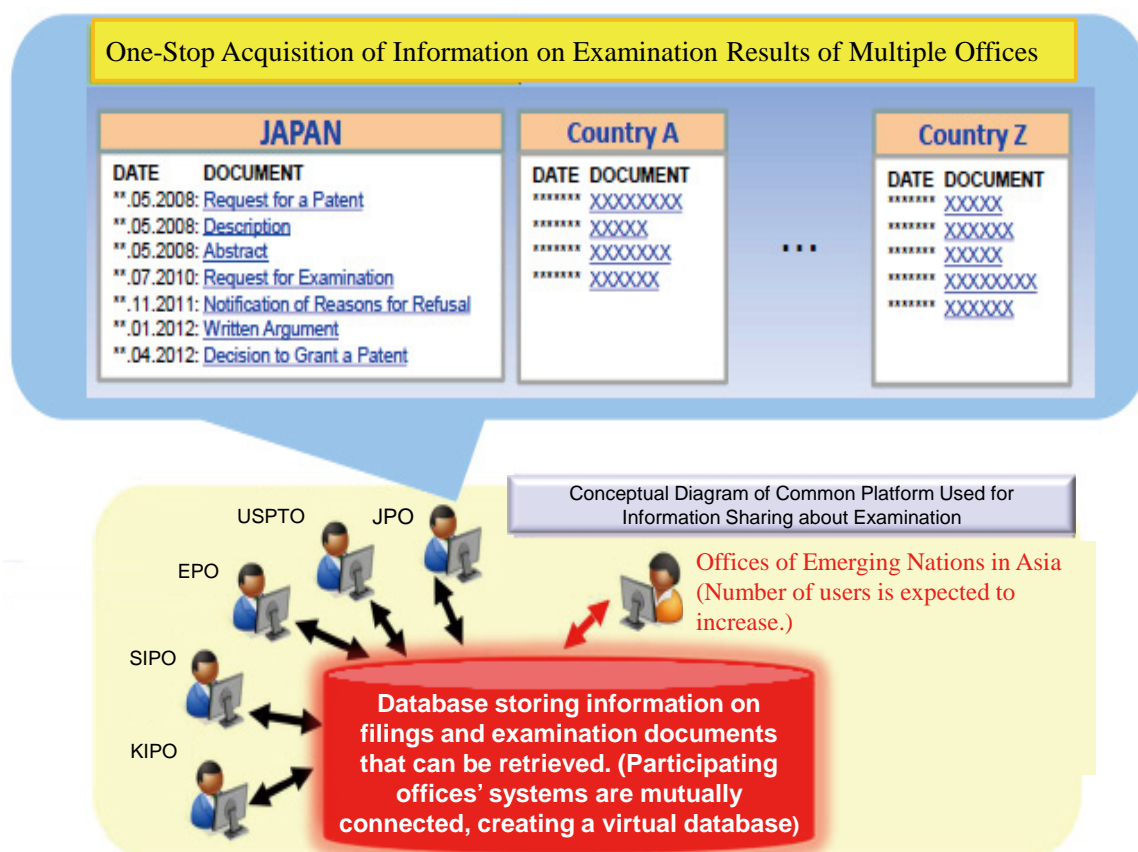 One-Stop Acquisition of Information on Examination Results of Multiple Offices
JAPAN
DATE DOCUMENT
**.05.2008: Request for a Patent
**.05.2008: Description
**.05.2008: Abstract
**.07.2010: Request for Examination
**.11.2011: Notification of Reasons for Refusal
**.01.2012: Written Argument
**.04.2012: Decision to Grant a Patent
Country A
DATE DOCUMENT
******* XXXXXXXX
******* XXXXX
******* XXXXXXX
******* XXXXXX
...
Country Z
DATE DOCUMENT
******* XXXXX
******* XXXXXX
******* XXXXX
******* XXXXXXXX
******* XXXXXX
Conceptual Diagram of Common Platform Used for
Information Sharing about Examination
USPTO
JPO
EPO
SIPO
KIPO
Offices of Emerging Nations in Asia
(Number of users is expected to
increase.)
Database storing information on
filings and examination documents
that can be retrieved. (Participating
offices’ systems are mutually
connected, creating a virtual database)